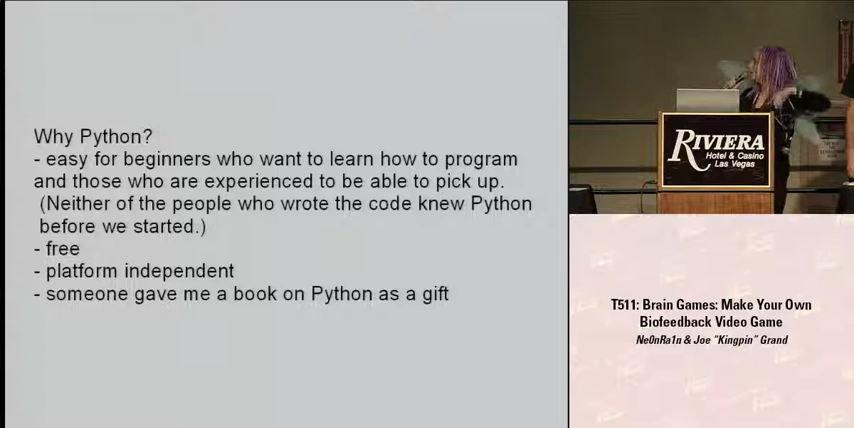 Why Python?
- easy for beginners who want to learn how to program
and those who are experienced to be able to pick up.
(Neither of the people who wrote the code knew Python
before we started.)
- free
- platform independent
- someone gave me a book on Python as a gift
RIVIERA
Hotel & Casino
Las Vegas
T511: Brain Games: Make Your Own
Biofeedback Video Game
Ne0nRa1n & Joe "Kingpin" Grand